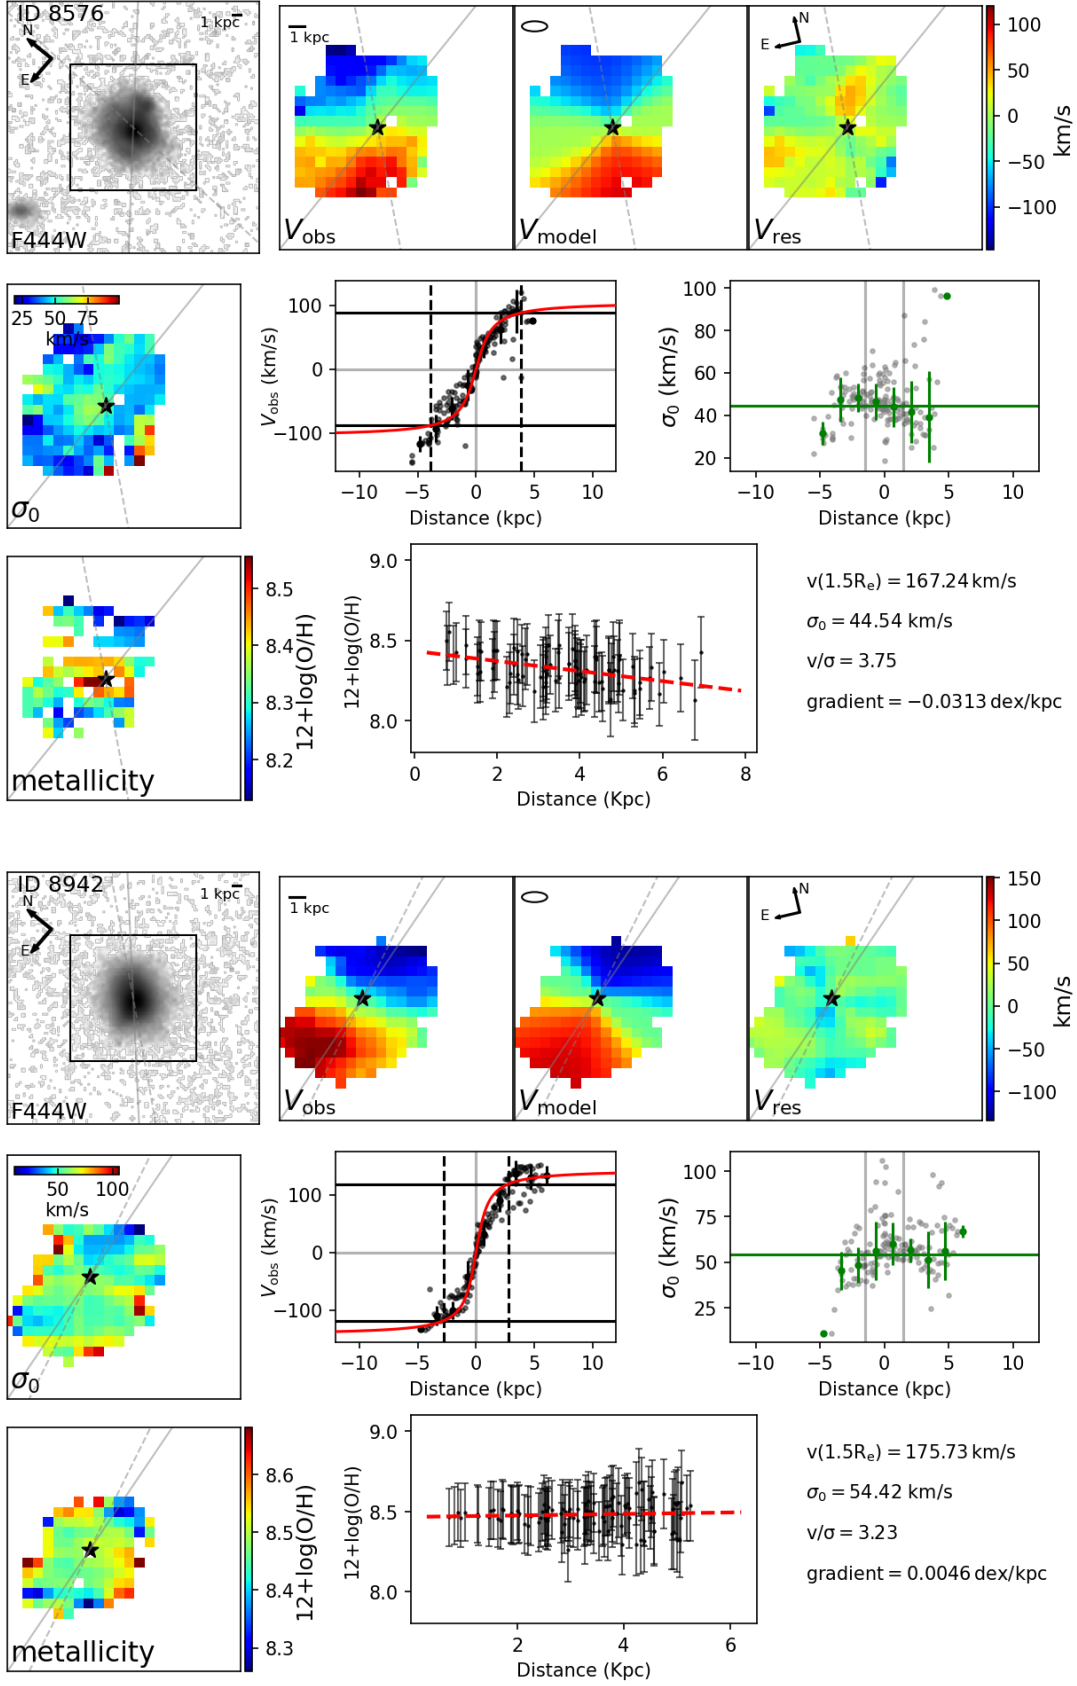 ID 8576
1 kpc
N
E
F444W
1 kpc
V_obs
V_model
N
E
V_res
100
50
0
−50
−100
km/s
25 50 75
km/s
σ₀
100
0
−100
V_obs (km/s)
−10 −5 0 5 10
Distance (kpc)
100
80
60
40
20
σ₀ (km/s)
−10 −5 0 5 10
Distance (kpc)
metallicity
8.5
8.4
8.3
8.2
12+log(O/H)
9.0
8.5
8.0
12+log(O/H)
0 2 4 6 8
Distance (Kpc)
v(1.5Rₑ) = 167.24 km/s
σ₀ = 44.54 km/s
v/σ = 3.75
gradient = −0.0313 dex/kpc
ID 8942
1 kpc
N
E
F444W
1 kpc
V_obs
V_model
N
E
V_res
150
100
50
0
−50
−100
km/s
50 100
km/s
σ₀
100
0
−100
V_obs (km/s)
−10 −5 0 5 10
Distance (kpc)
100
75
50
25
σ₀ (km/s)
−10 −5 0 5 10
Distance (kpc)
metallicity
8.6
8.5
8.4
8.3
12+log(O/H)
9.0
8.5
8.0
12+log(O/H)
2 4 6
Distance (Kpc)
v(1.5Rₑ) = 175.73 km/s
σ₀ = 54.42 km/s
v/σ = 3.23
gradient = 0.0046 dex/kpc